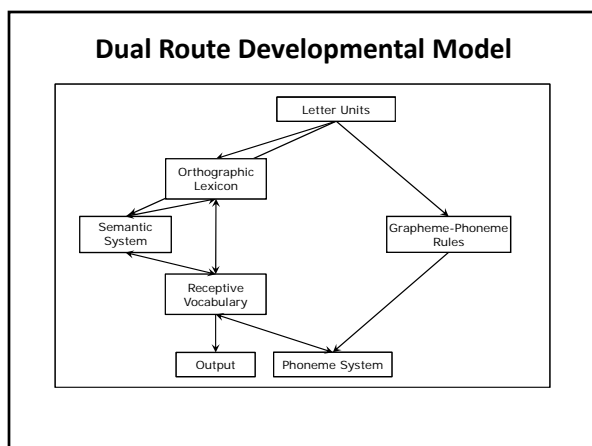 Dual Route Developmental Model
Letter Units
Orthographic
Lexicon
Semantic
System
Grapheme-Phoneme
Rules
Receptive
Vocabulary
Output
Phoneme System